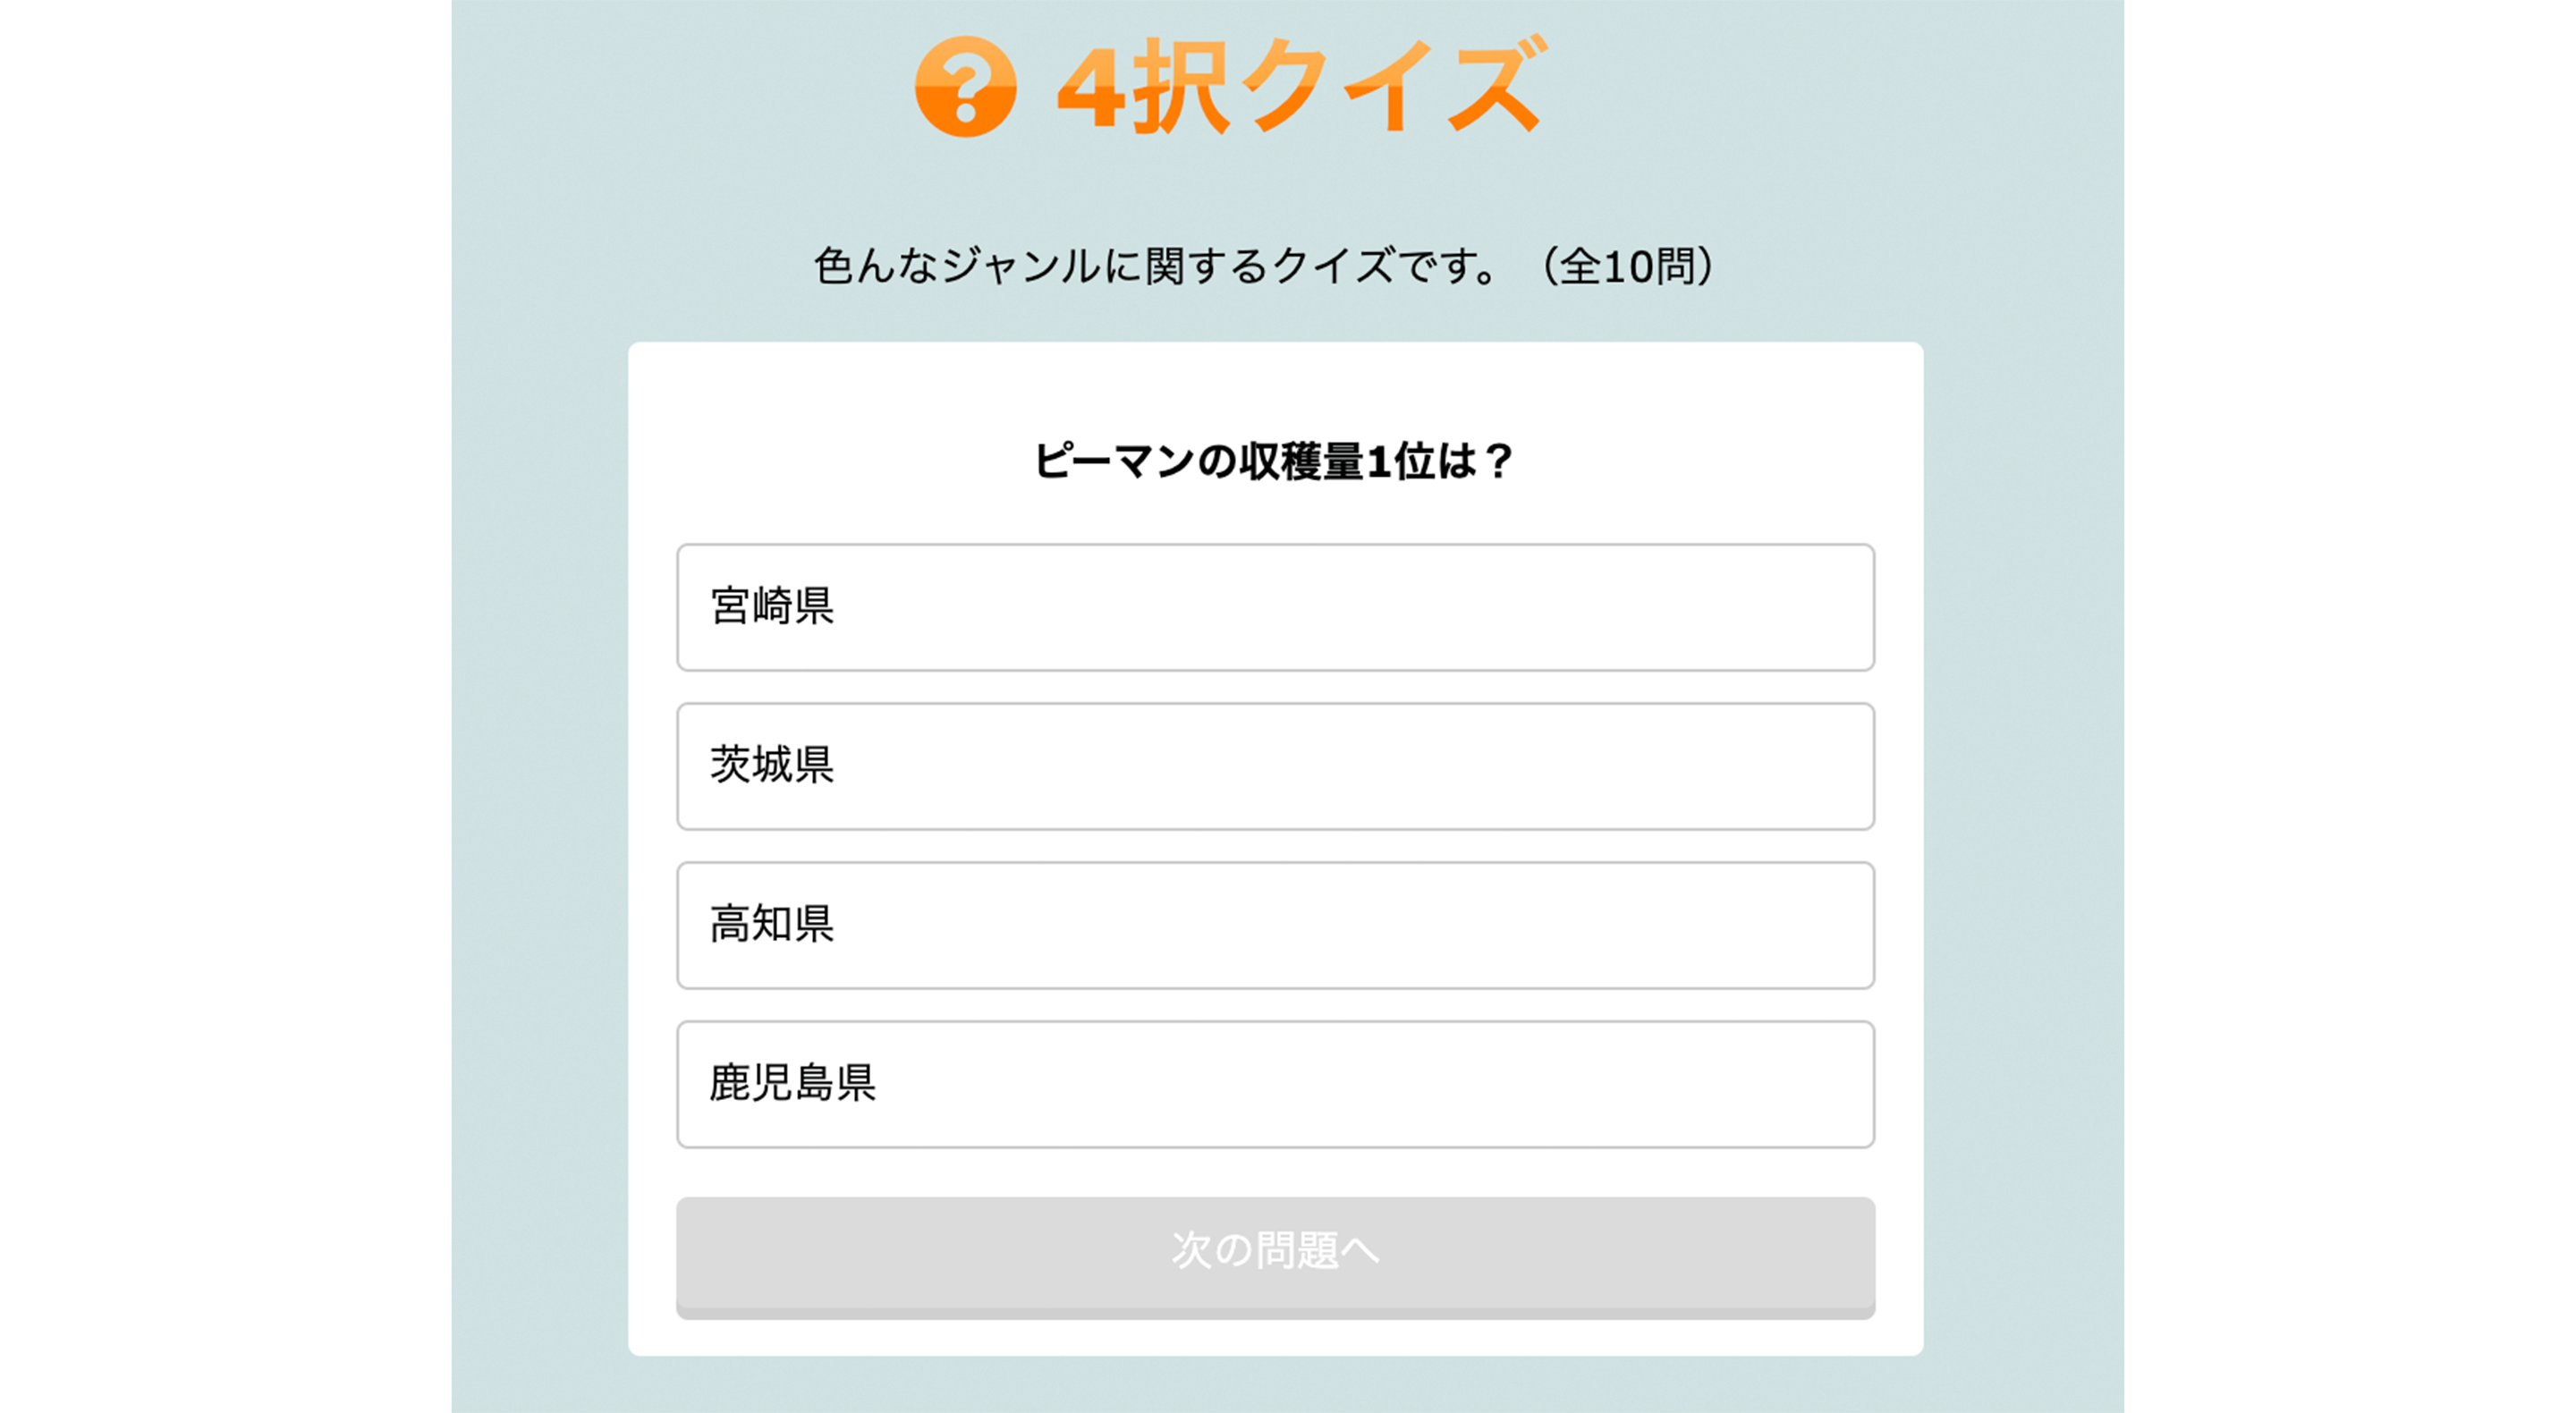 4択クイズ
色んなジャンルに関するクイズです。（全10問）
ピーマンの収穫量1位は？
宮崎県
茨城県
高知県
鹿児島県
次の問題へ